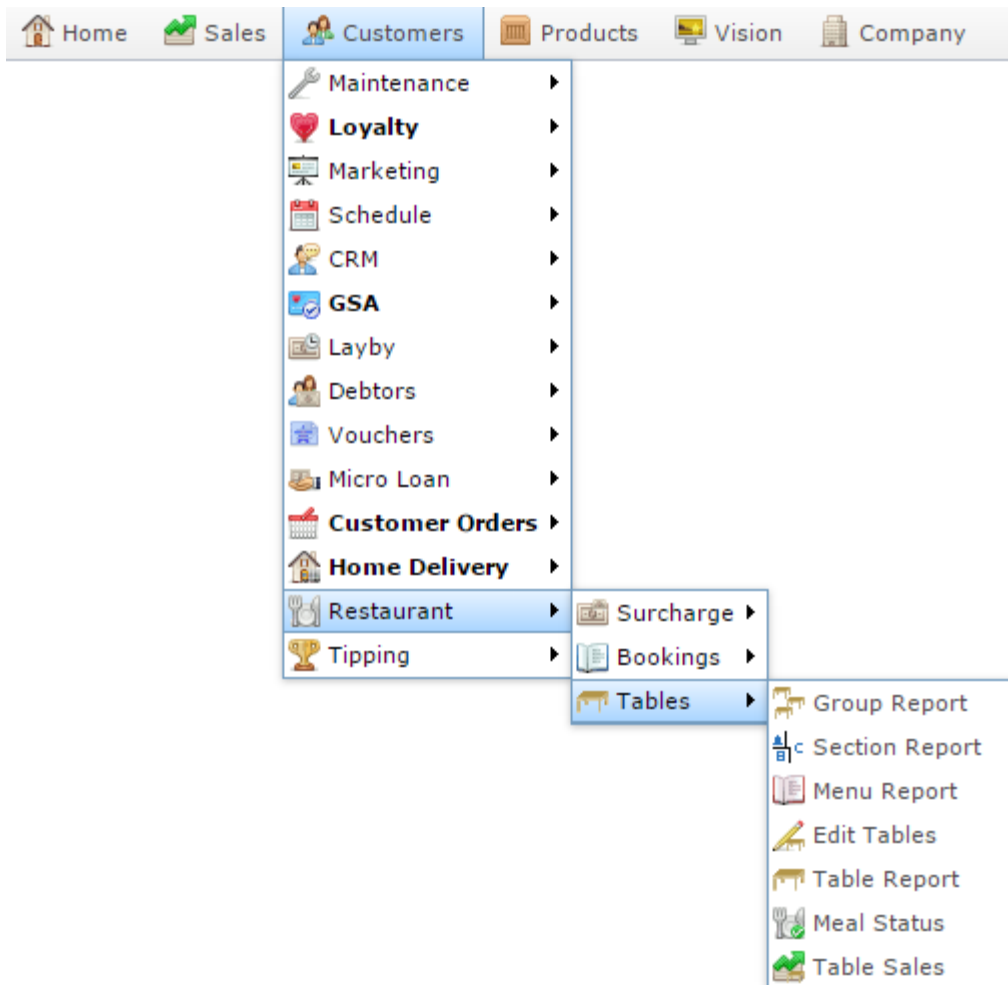 Home Sales Customers Products Vision Company
Maintenance
Loyalty
Marketing
Schedule
CRM
GSA
Layby
Debtors
Vouchers
Micro Loan
Customer Orders
Home Delivery
Restaurant
Tipping
Surcharge
Bookings
Tables
Group Report
Section Report
Menu Report
Edit Tables
Table Report
Meal Status
Table Sales